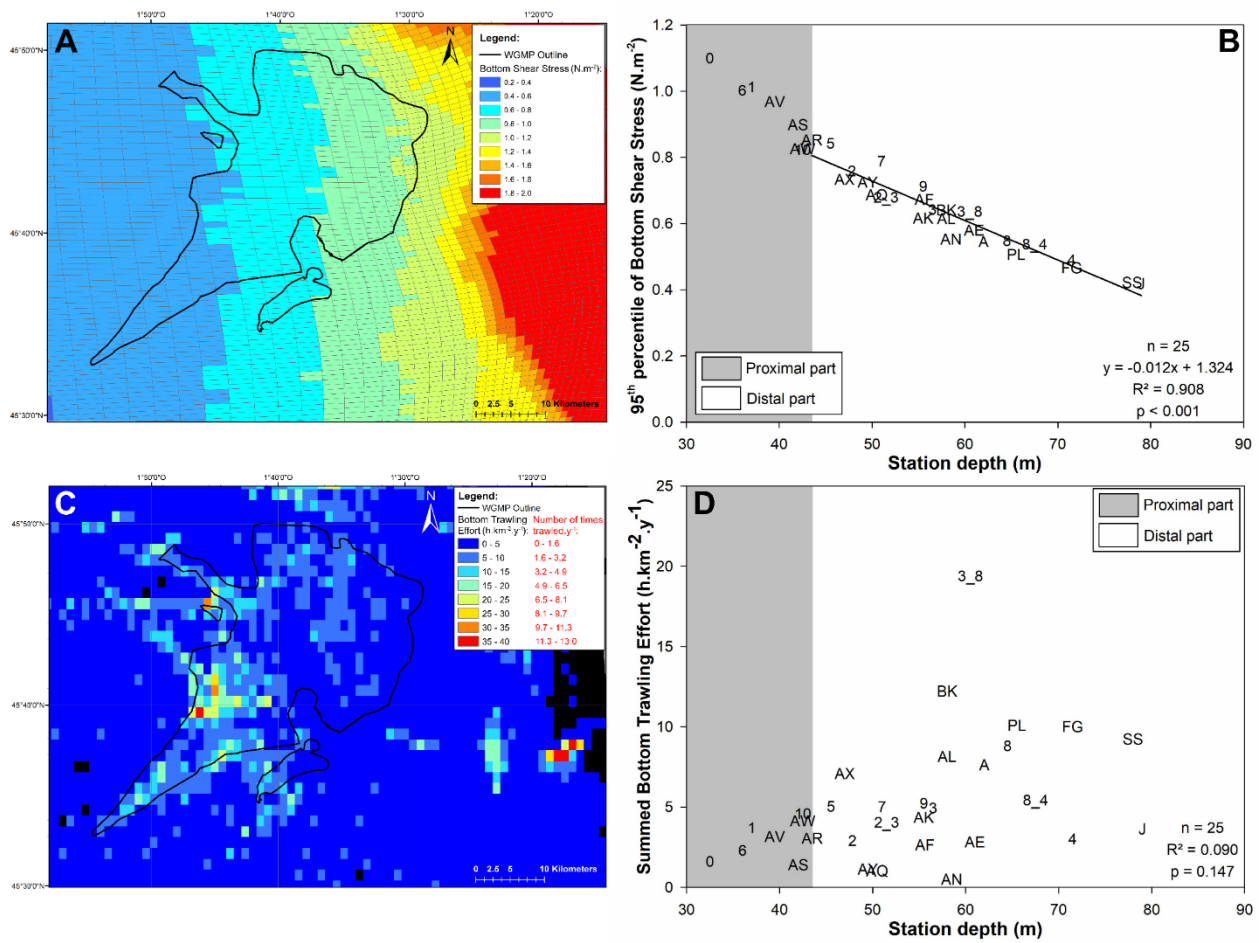 1°50'0"O 1°40'0"O 1°30'0"O 1°20'0"O
A
45°50'0"N
45°40'0"N
45°30'0"N
N
Legend:
WGMP Outline
Bottom Shear Stress (N.m⁻²):
0.2 - 0.4
0.4 - 0.6
0.6 - 0.8
0.8 - 1.0
1.0 - 1.2
1.2 - 1.4
1.4 - 1.6
1.6 - 1.8
1.8 - 2.0
0 2.5 5 10 Kilometers
B
95th percentile of Bottom Shear Stress (N.m⁻²)
1.2
1.0
0.8
0.6
0.4
0.2
0.0
0
6 1
AV
AS
AR 5
10
7
2
AX AY
AQ
2_3
9
AF
3 BK 3_8
AK AL
AE
AN A
8 8_4
PL
4
FG
SS J
Proximal part
Distal part
n = 25
y = -0.012x + 1.324
R² = 0.908
p < 0.001
30 40 50 60 70 80 90
Station depth (m)
1°50'0"O 1°40'0"O 1°30'0"O 1°20'0"O
C
45°50'0"N
45°40'0"N
45°30'0"N
N
Legend:
WGMP Outline
Bottom Trawling Number of times
Effort (h.km⁻².y⁻¹): trawled.y⁻¹:
0 - 5 0 - 1.6
5 - 10 1.6 - 3.2
10 - 15 3.2 - 4.9
15 - 20 4.9 - 6.5
20 - 25 6.5 - 8.1
25 - 30 8.1 - 9.7
30 - 35 9.7 - 11.3
35 - 40 11.3 - 13.0
0 2.5 5 10 Kilometers
D
Summed Bottom Trawling Effort (h.km⁻².y⁻¹)
25
20
15
10
5
0
Proximal part
Distal part
3_8
BK
PL FG
SS
8
AL A
AX
8_4
10 5 7 9 3
AW 2_3 AK
1 AV AR
6 2 AF AE 4 J
0 AS AY AQ AN
n = 25
R² = 0.090
p = 0.147
30 40 50 60 70 80 90
Station depth (m)